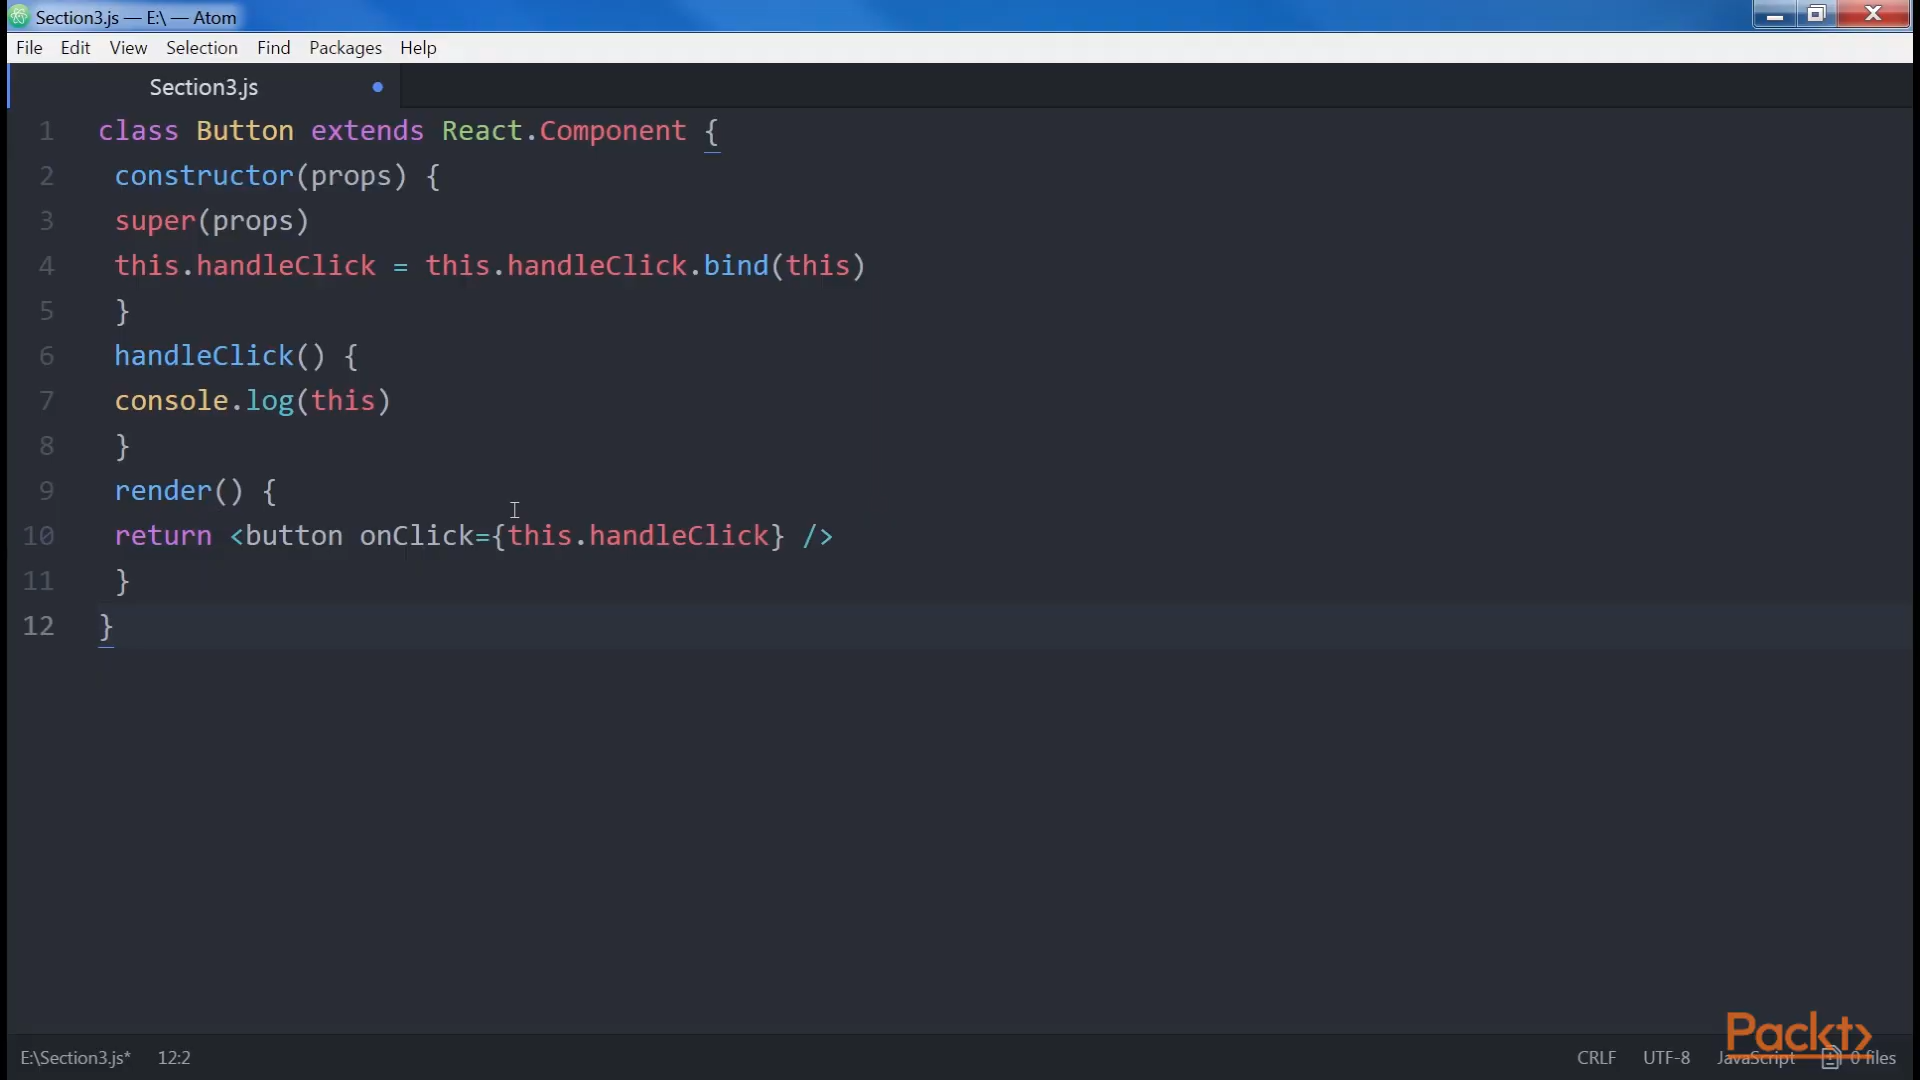 Section3.js — E:\ — Atom
File Edit View Selection Find Packages Help
Section3.js
1 class Button extends React.Component {
2 constructor(props) {
3 super(props)
4 this.handleClick = this.handleClick.bind(this)
5 }
6 handleClick() {
7 console.log(this)
8 }
9 render() {
10 return <button onClick={this.handleClick} />
11 }
12 }
Packt>
E:\Section3.js* 12:2 CRLF UTF-8 JavaScript 0 files